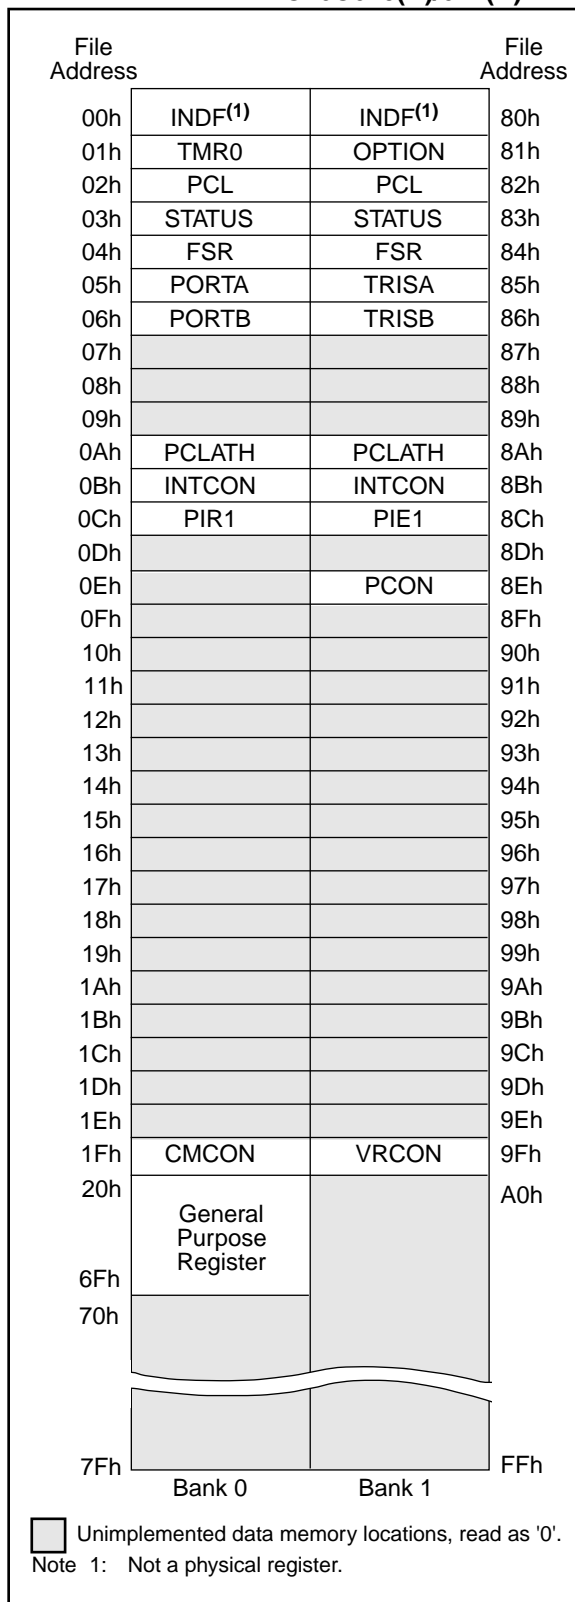 File Address File Address
00h INDF(1) INDF(1) 80h
01h TMR0 OPTION 81h
02h PCL PCL 82h
03h STATUS STATUS 83h
04h FSR FSR 84h
05h PORTA TRISA 85h
06h PORTB TRISB 86h
07h 87h
08h 88h
09h 89h
0Ah PCLATH PCLATH 8Ah
0Bh INTCON INTCON 8Bh
0Ch PIR1 PIE1 8Ch
0Dh 8Dh
0Eh PCON 8Eh
0Fh 8Fh
10h 90h
11h 91h
12h 92h
13h 93h
14h 94h
15h 95h
16h 96h
17h 97h
18h 98h
19h 99h
1Ah 9Ah
1Bh 9Bh
1Ch 9Ch
1Dh 9Dh
1Eh 9Eh
1Fh CMCON VRCON 9Fh
20h A0h
General
Purpose
Register
6Fh
70h
7Fh FFh
Bank 0 Bank 1
Unimplemented data memory locations, read as '0'.
Note 1: Not a physical register.